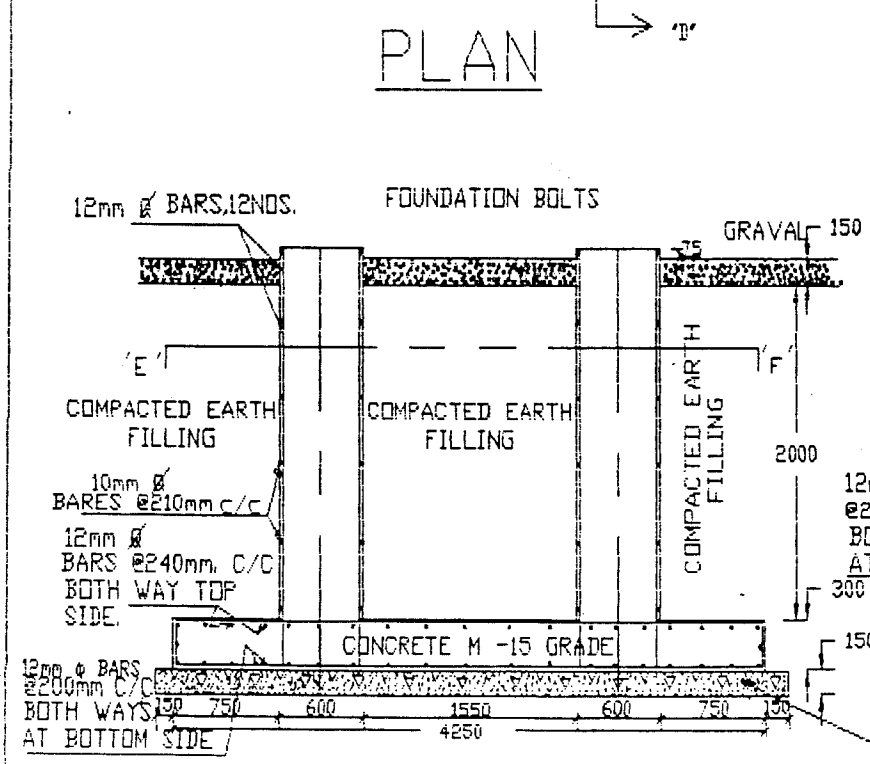 'D'
PLAN
12mm Ø BARS,12NOS.
FOUNDATION BOLTS
GRAVAL
150
75
'E'
'F'
COMPACTED EARTH
FILLING
COMPACTED EARTH
FILLING
COMPACTED EARTH
FILLING
2000
10mm Ø
BARES @210mm c/c
12mm Ø
BARS @240mm. C/C
BOTH WAY TOP
SIDE.
300
CONCRETE M -15 GRADE
150
12mm ϕ BARS
@200mm C/C
BOTH WAYS
AT BOTTOM SIDE
150 750 600 1550 600 750 150
4250